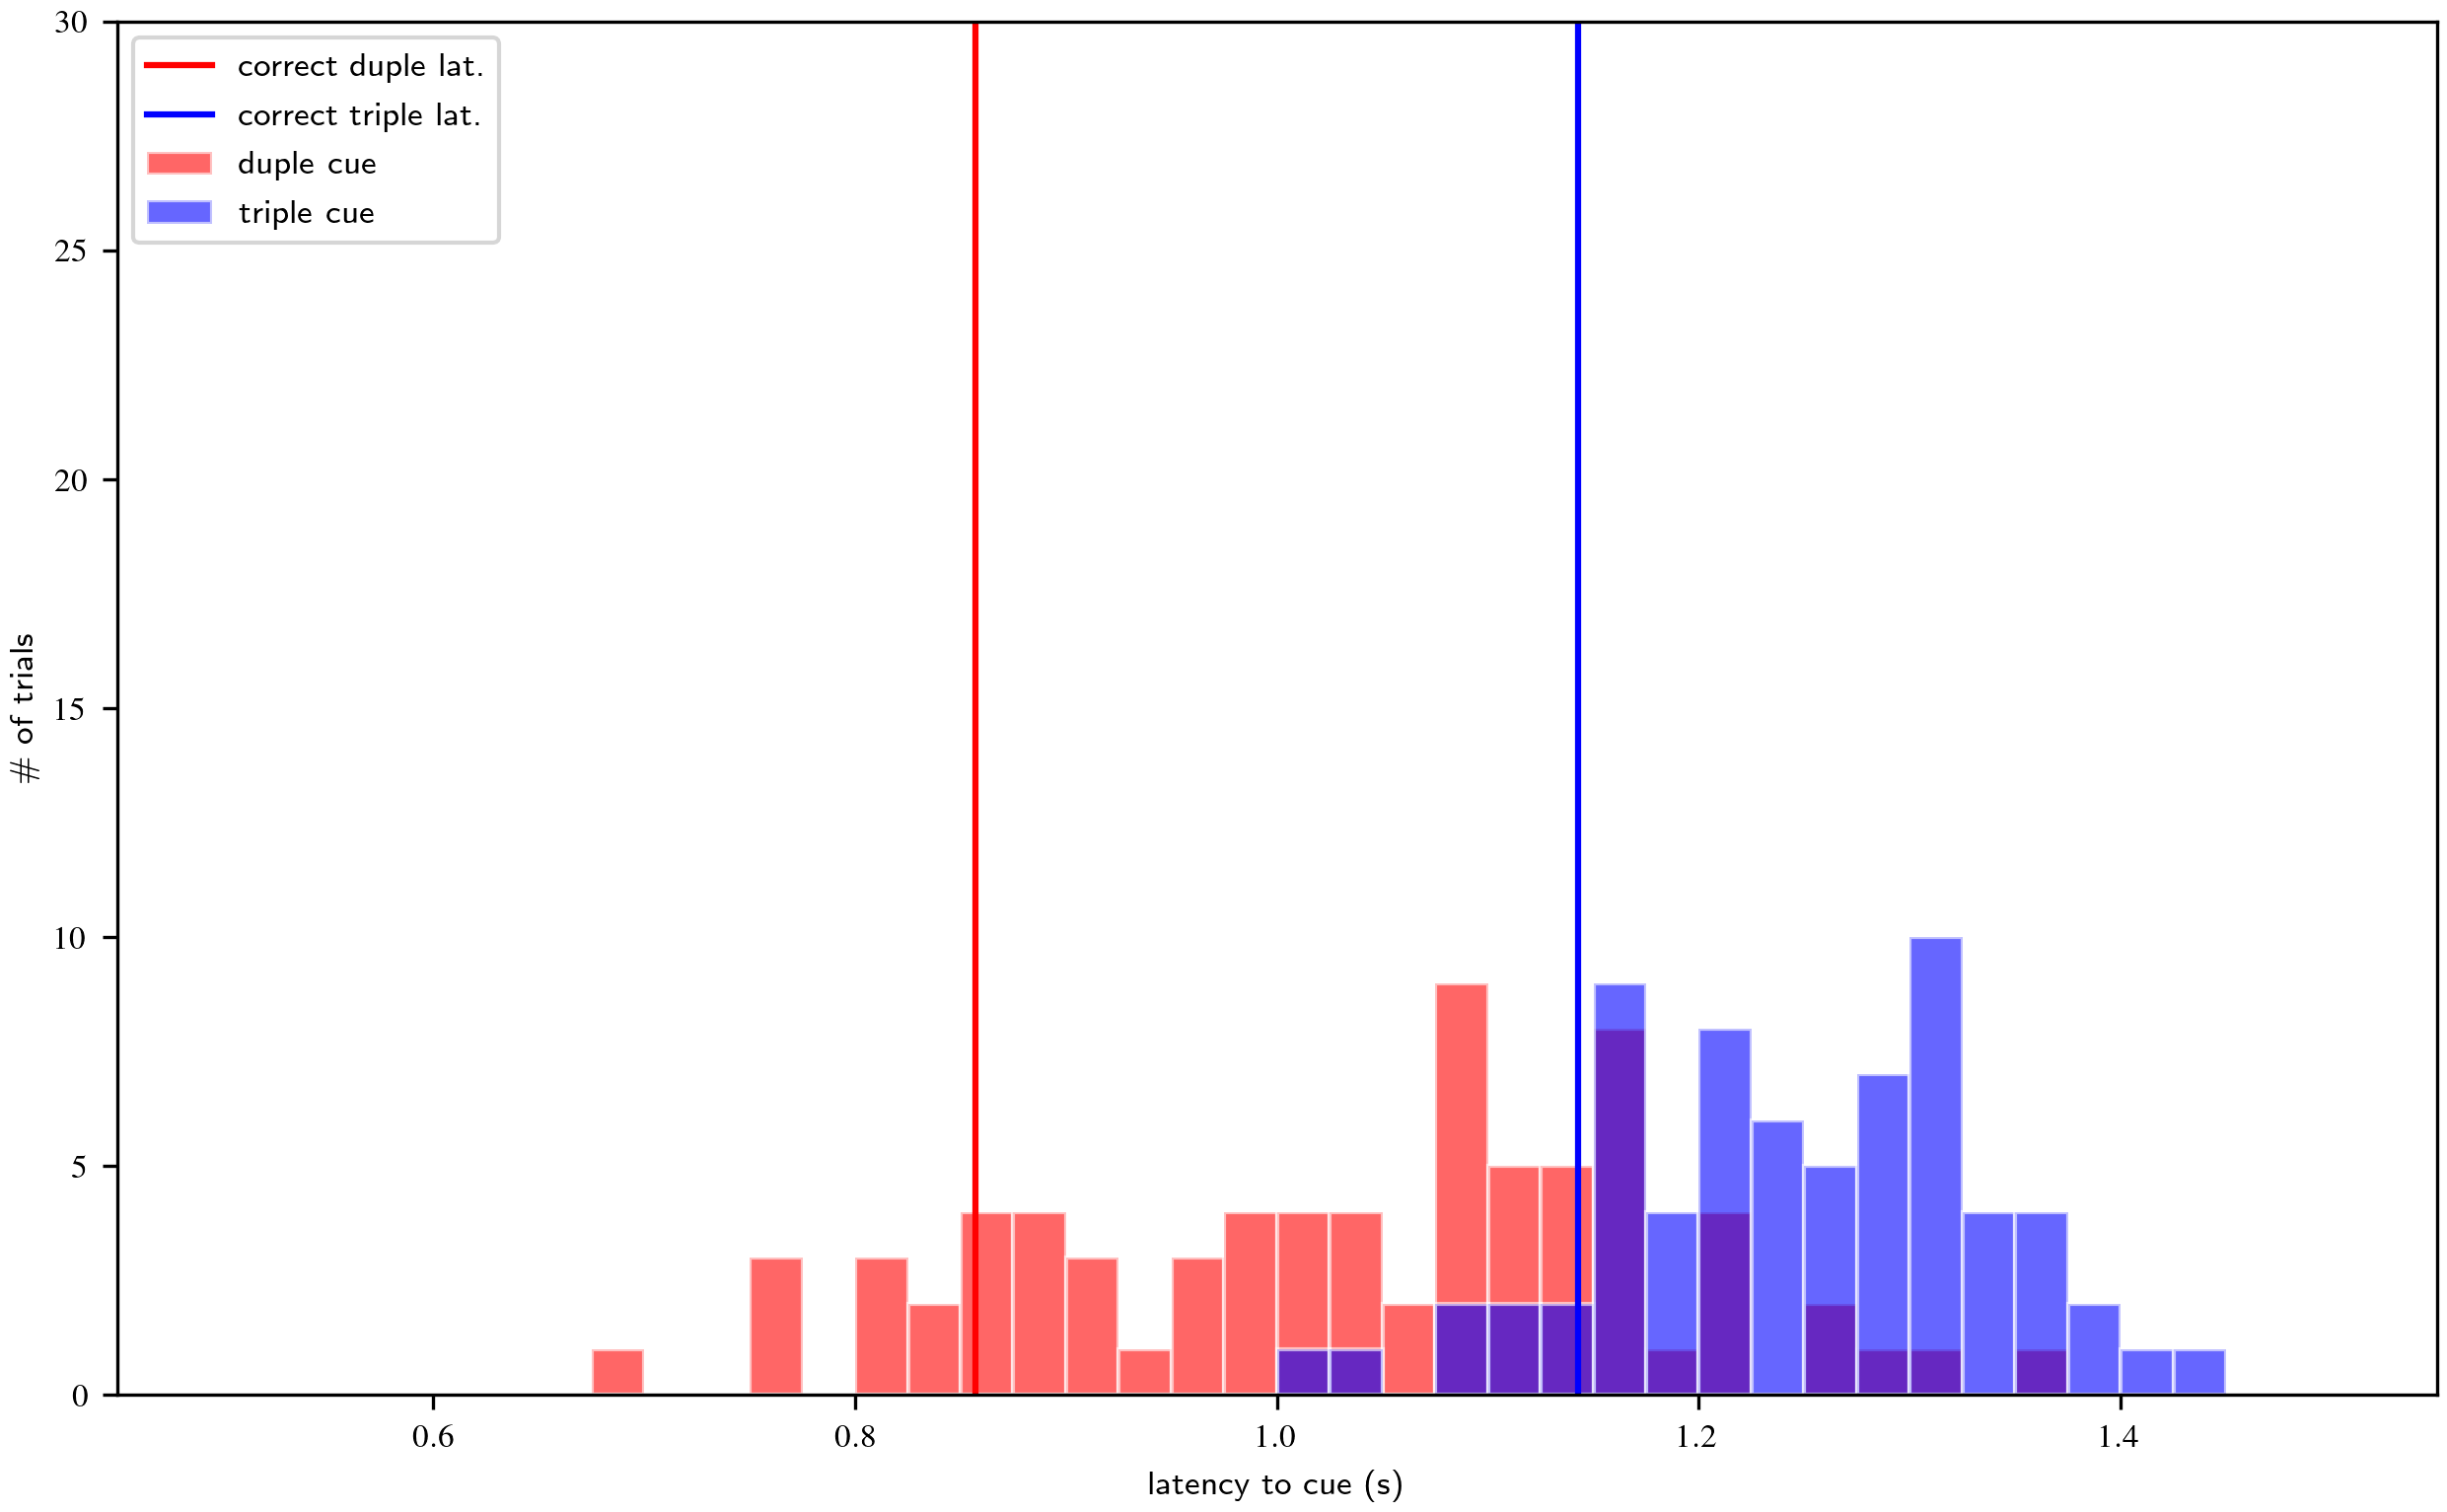 30
25
20
15
10
5
0
correct duple lat.
correct triple lat.
duple cue
triple cue
# of trials
0.6 0.8 1.0 1.2 1.4
latency to cue (s)